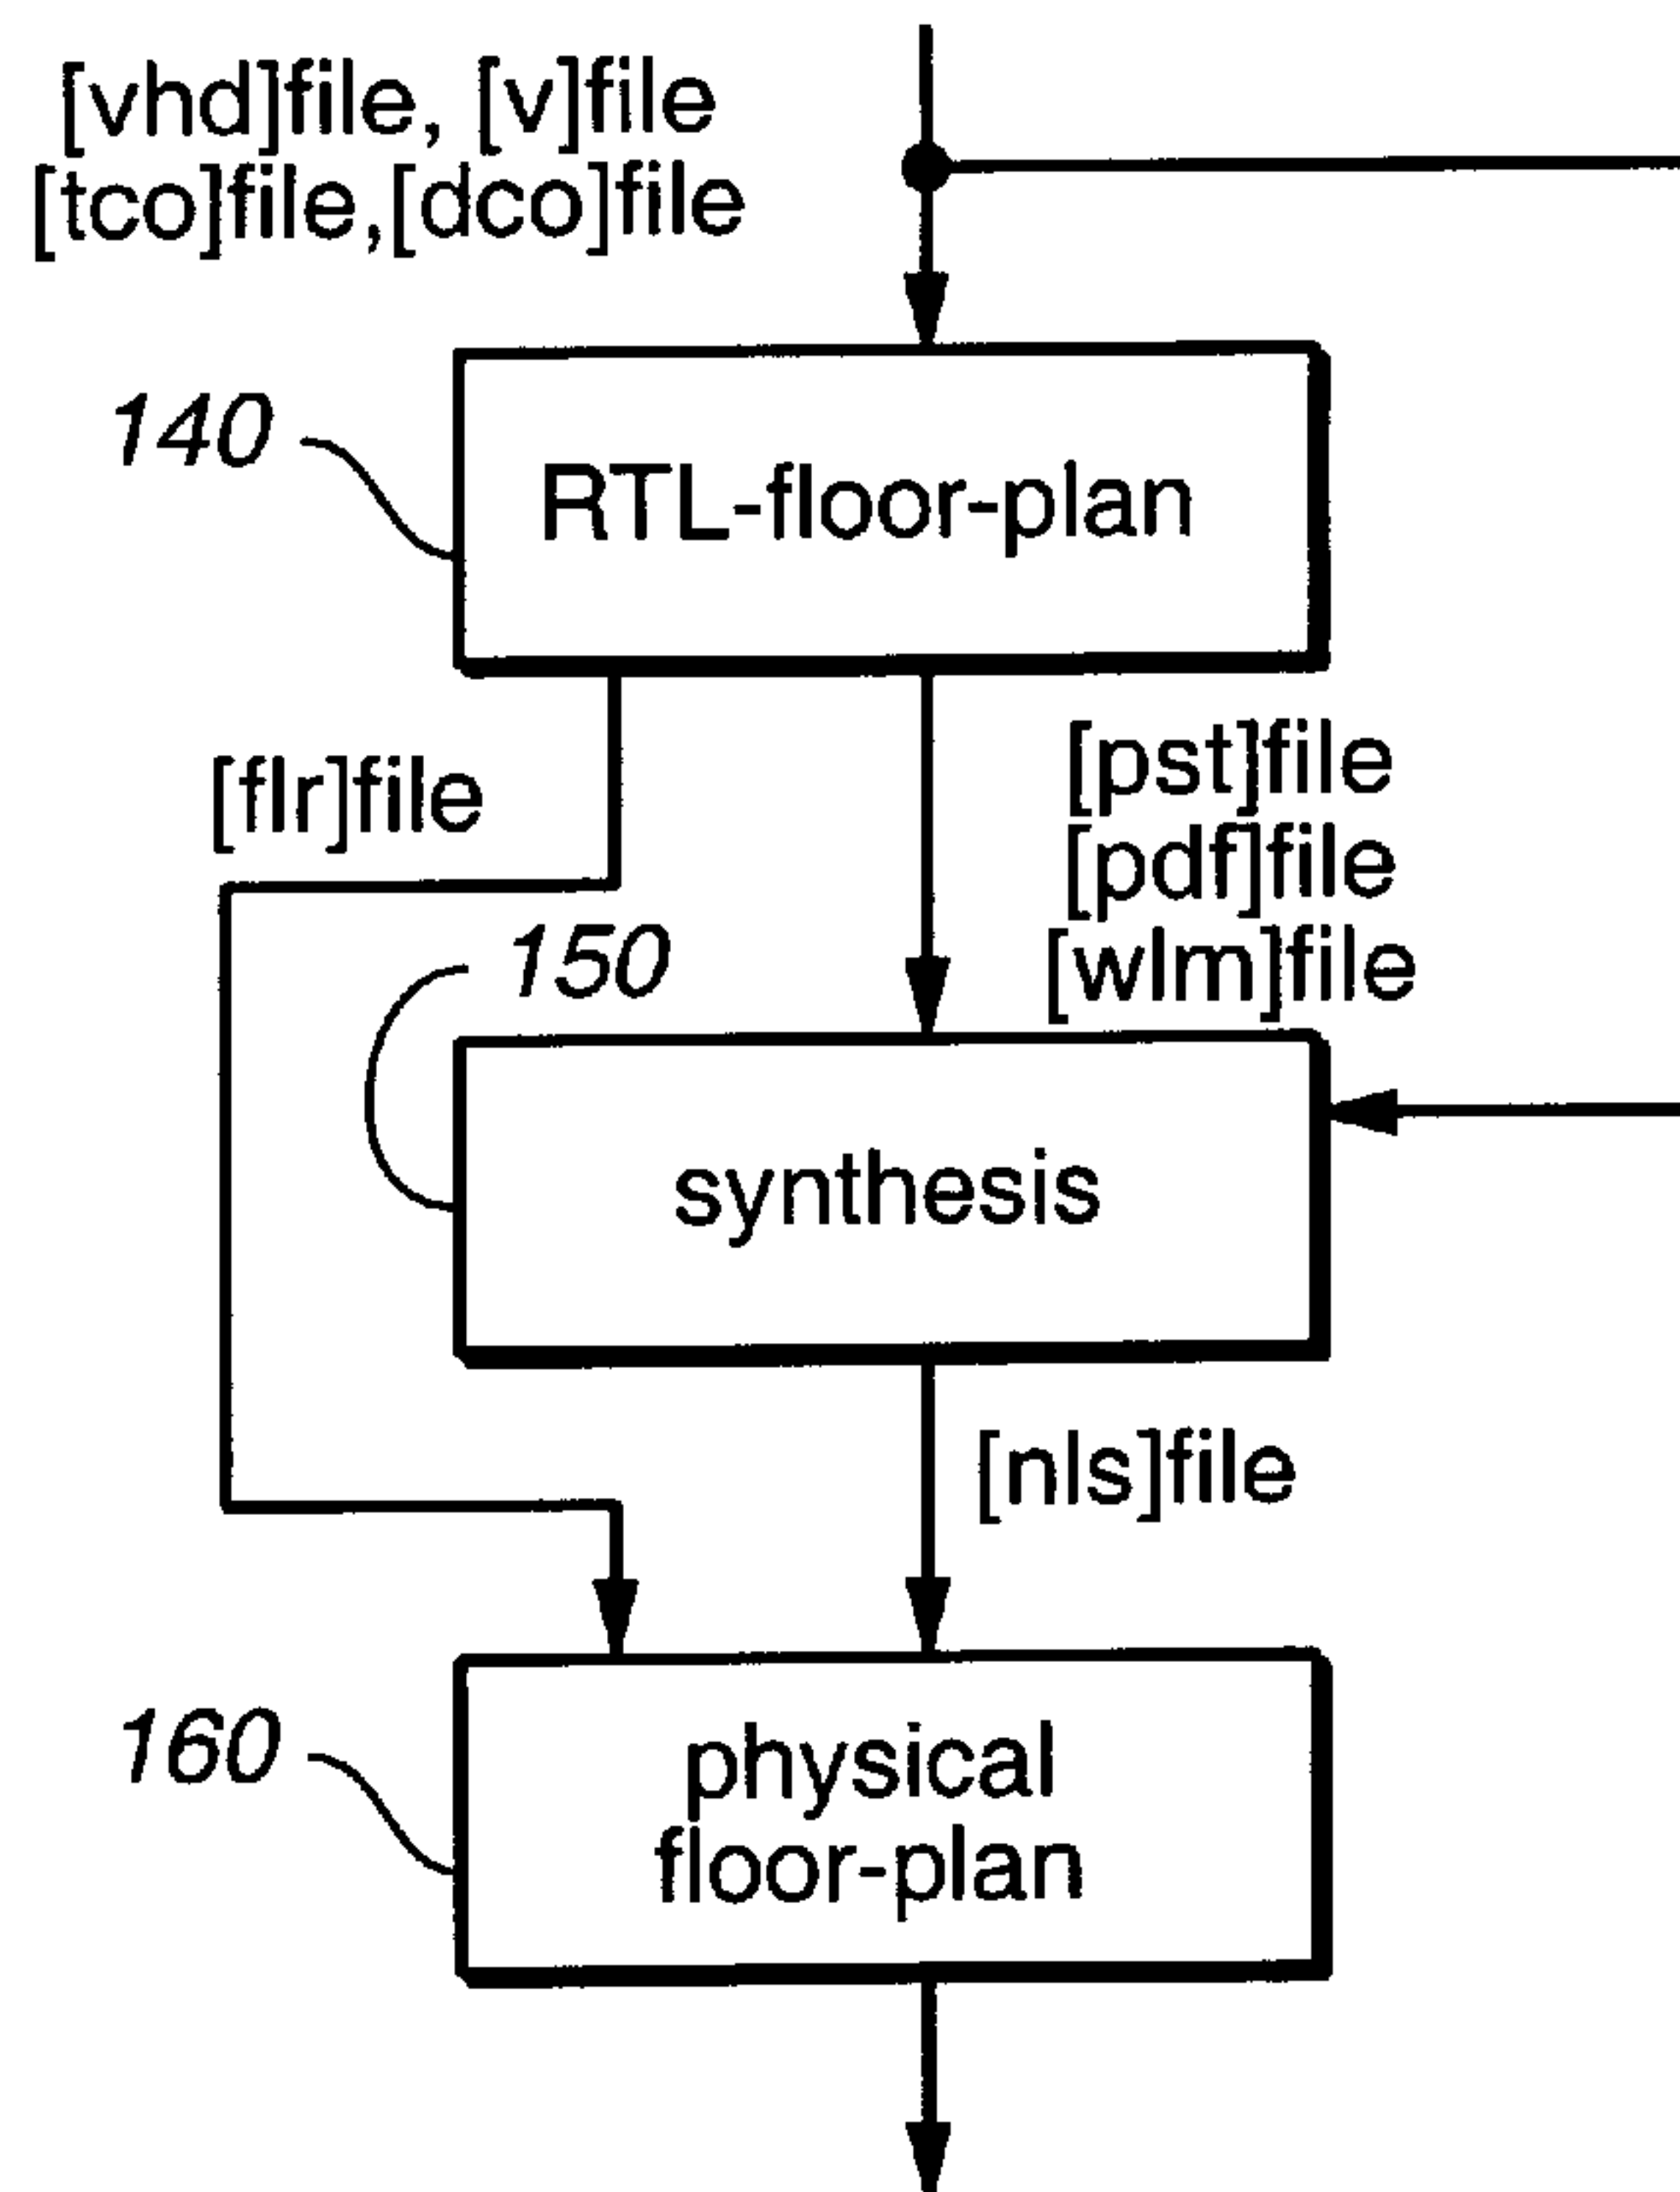 [vhd]file, [v]file
[tco]file,[dco]file
140
RTL-floor-plan
[flr]file
[pst]file
[pdf]file
[wlm]file
150
synthesis
[nls]file
160
physical
floor-plan